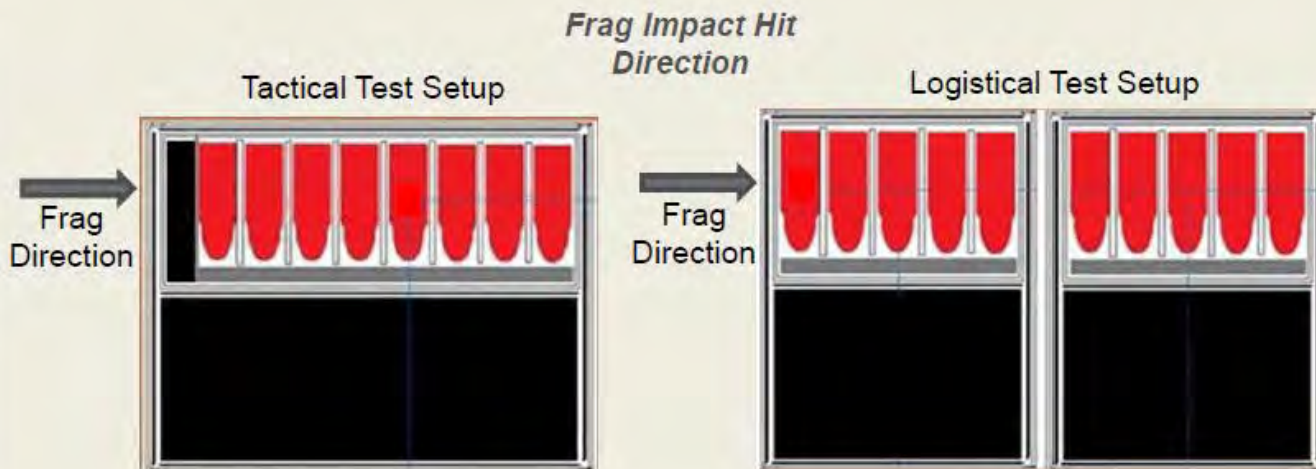 Frag Impact Hit
Direction
Tactical Test Setup
Logistical Test Setup
Frag
Direction
Frag
Direction